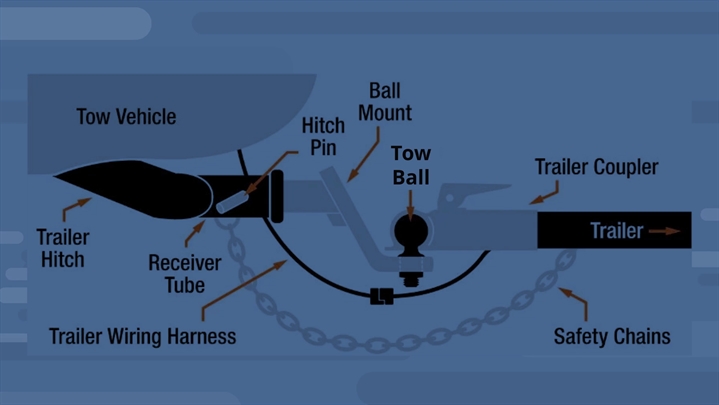 Tow Vehicle
Ball
Mount
Hitch
Pin
Tow
Ball
Trailer Coupler
Trailer
Trailer
Hitch
Receiver
Tube
Trailer Wiring Harness
Safety Chains